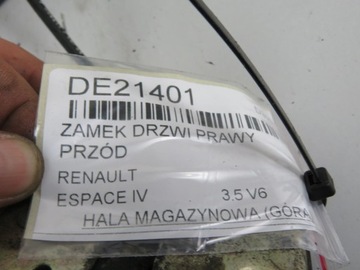 DE21401
ZAMEK DRZWI PRAWY
PRZÓD
RENAULT
ESPACE IV 3.5 V6
HALA MAGAZYNOWA (GÓRA